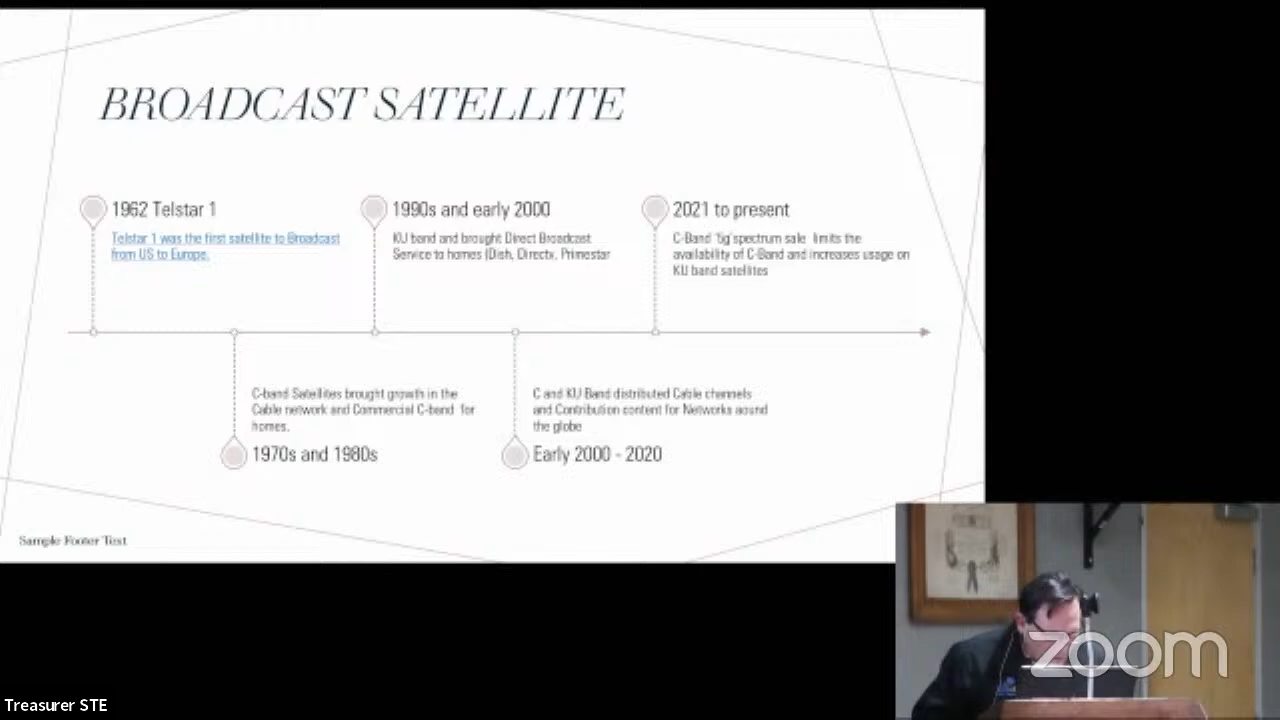 BROADCAST SATELLITE
1962 Telstar 1
Telstar 1 was the first satellite to Broadcast
from US to Europe.
1990s and early 2000
KU band and brought Direct Broadcast
Service to homes (Dish, Directv, Primestar
2021 to present
C-Band '5g' spectrum sale limits the
availability of C-Band and increases usage on
KU band satellites
C-band Satellites brought growth in the
Cable network and Commercial C-band for
homes.
1970s and 1980s
C and KU Band distributed Cable channels
and Contribution content for Networks aound
the globe
Early 2000 - 2020
Sample Footer Text
zoom
Treasurer STE